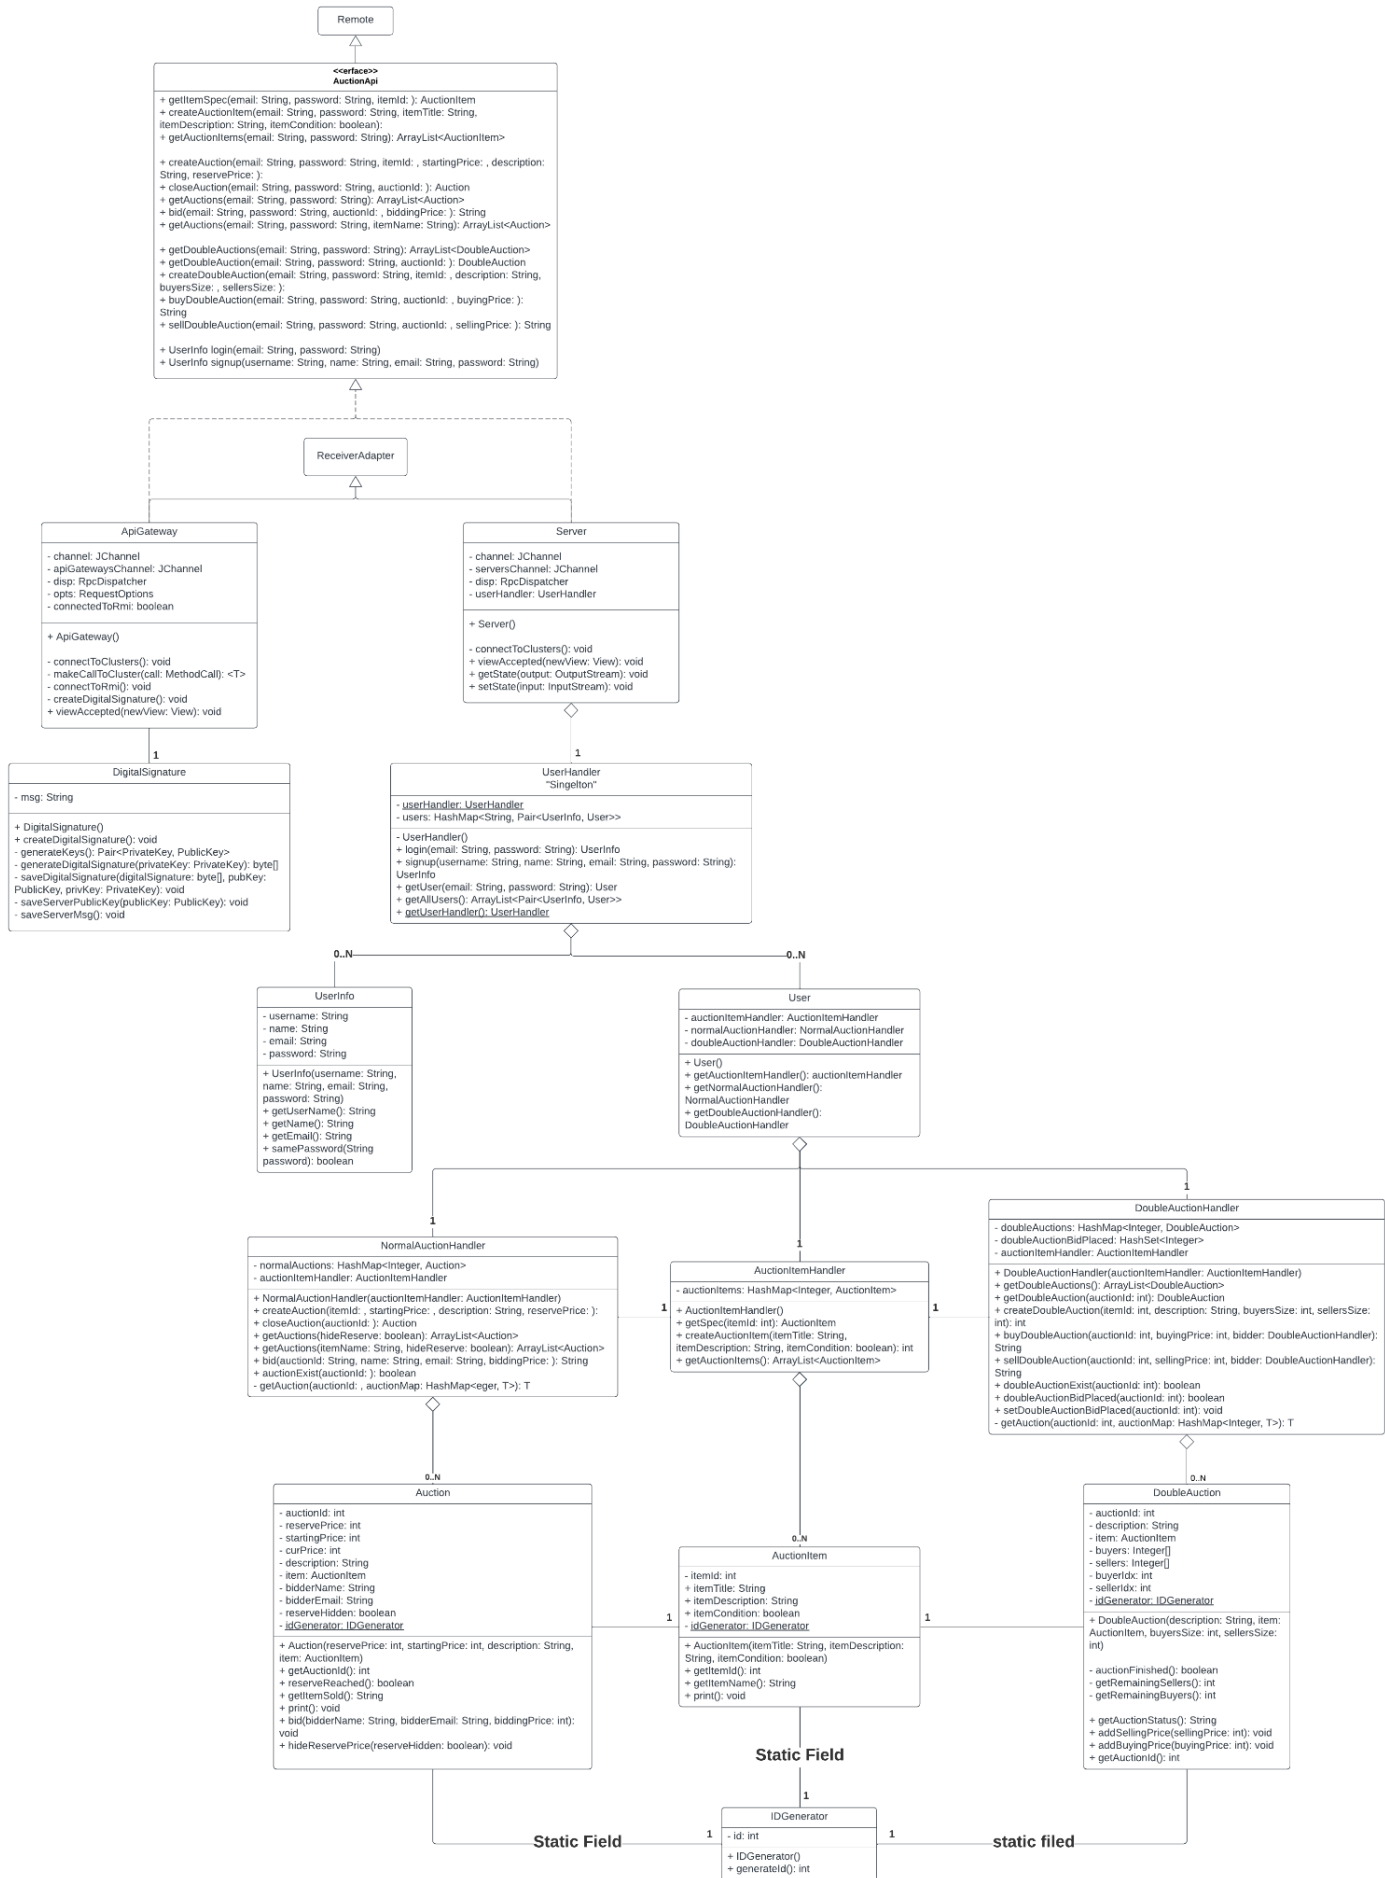 Remote
<<erface>>
AuctionApi
+ getItemSpec(email: String, password: String, itemId: ): AuctionItem
+ createAuctionItem(email: String, password: String, itemTitle: String,
itemDescription: String, itemCondition: boolean):
+ getAuctionItems(email: String, password: String): ArrayList<AuctionItem>
+ createAuction(email: String, password: String, itemId: , startingPrice: , description:
String, reservePrice: ):
+ closeAuction(email: String, password: String, auctionId: ): Auction
+ getAuctions(email: String, password: String): ArrayList<Auction>
+ bid(email: String, password: String, auctionId: , biddingPrice: ): String
+ getAuctions(email: String, password: String, itemName: String): ArrayList<Auction>
+ getDoubleAuctions(email: String, password: String): ArrayList<DoubleAuction>
+ getDoubleAuction(email: String, password: String, auctionId: ): DoubleAuction
+ createDoubleAuction(email: String, password: String, itemId: , description: String,
buyersSize: , sellersSize: ):
+ buyDoubleAuction(email: String, password: String, auctionId: , buyingPrice: ):
String
+ sellDoubleAuction(email: String, password: String, auctionId: , sellingPrice: ): String
+ UserInfo login(email: String, password: String)
+ UserInfo signup(username: String, name: String, email: String, password: String)
ReceiverAdapter
ApiGateway
- channel: JChannel
- apiGatewaysChannel: JChannel
- disp: RpcDispatcher
- opts: RequestOptions
- connectedToRmi: boolean
+ ApiGateway()
- connectToClusters(): void
- makeCallToCluster(call: MethodCall): <T>
- connectToRmi(): void
- createDigitalSignature(): void
+ viewAccepted(newView: View): void
Server
- channel: JChannel
- serversChannel: JChannel
- disp: RpcDispatcher
- userHandler: UserHandler
+ Server()
- connectToClusters(): void
+ viewAccepted(newView: View): void
+ getState(output: OutputStream): void
+ setState(input: InputStream): void
1
1
DigitalSignature
- msg: String
+ DigitalSignature()
+ createDigitalSignature(): void
- generateKeys(): Pair<PrivateKey, PublicKey>
- generateDigitalSignature(privateKey: PrivateKey): byte[]
- saveDigitalSignature(digitalSignature: byte[], pubKey:
PublicKey, privKey: PrivateKey): void
- saveServerPublicKey(publicKey: PublicKey): void
- saveServerMsg(): void
UserHandler
"Singelton"
- userHandler: UserHandler
- users: HashMap<String, Pair<UserInfo, User>>
- UserHandler()
+ login(email: String, password: String): UserInfo
+ signup(username: String, name: String, email: String, password: String):
UserInfo
+ getUser(email: String, password: String): User
+ getAllUsers(): ArrayList<Pair<UserInfo, User>>
+ getUserHandler(): UserHandler
0..N
0..N
UserInfo
- username: String
- name: String
- email: String
- password: String
+ UserInfo(username: String,
name: String, email: String,
password: String)
+ getUserName(): String
+ getName(): String
+ getEmail(): String
+ samePassword(String
password): boolean
User
- auctionItemHandler: AuctionItemHandler
- normalAuctionHandler: NormalAuctionHandler
- doubleAuctionHandler: DoubleAuctionHandler
+ User()
+ getAuctionItemHandler(): auctionItemHandler
+ getNormalAuctionHandler():
NormalAuctionHandler
+ getDoubleAuctionHandler():
DoubleAuctionHandler
1
1
1
NormalAuctionHandler
- normalAuctions: HashMap<Integer, Auction>
- auctionItemHandler: AuctionItemHandler
+ NormalAuctionHandler(auctionItemHandler: AuctionItemHandler)
+ createAuction(itemId: , startingPrice: , description: String, reservePrice: ):
+ closeAuction(auctionId: ): Auction
+ getAuctions(hideReserve: boolean): ArrayList<Auction>
+ getAuctions(itemName: String, hideReserve: boolean): ArrayList<Auction>
+ bid(auctionId: String, name: String, email: String, biddingPrice: ): String
+ auctionExist(auctionId: ): boolean
- getAuction(auctionId: , auctionMap: HashMap<eger, T>): T
1
AuctionItemHandler
- auctionItems: HashMap<Integer, AuctionItem>
+ AuctionItemHandler()
+ getSpec(itemId: int): AuctionItem
+ createAuctionItem(itemTitle: String,
itemDescription: String, itemCondition: boolean): int
+ getAuctionItems(): ArrayList<AuctionItem>
1
DoubleAuctionHandler
- doubleAuctions: HashMap<Integer, DoubleAuction>
- doubleAuctionBidPlaced: HashSet<Integer>
- auctionItemHandler: AuctionItemHandler
+ DoubleAuctionHandler(auctionItemHandler: AuctionItemHandler)
+ getDoubleAuctions(): ArrayList<DoubleAuction>
+ getDoubleAuction(auctionId: int): DoubleAuction
+ createDoubleAuction(itemId: int, description: String, buyersSize: int, sellersSize:
int): int
+ buyDoubleAuction(auctionId: int, buyingPrice: int, bidder: DoubleAuctionHandler):
String
+ sellDoubleAuction(auctionId: int, sellingPrice: int, bidder: DoubleAuctionHandler):
String
+ doubleAuctionExist(auctionId: int): boolean
+ doubleAuctionBidPlaced(auctionId: int): boolean
+ setDoubleAuctionBidPlaced(auctionId: int): void
- getAuction(auctionId: int, auctionMap: HashMap<Integer, T>): T
0..N
0..N
0..N
Auction
- auctionId: int
- reservePrice: int
- startingPrice: int
- curPrice: int
- description: String
- item: AuctionItem
- bidderName: String
- bidderEmail: String
- reserveHidden: boolean
- idGenerator: IDGenerator
+ Auction(reservePrice: int, startingPrice: int, description: String,
item: AuctionItem)
+ getAuctionId(): int
+ reserveReached(): boolean
+ getItemSold(): String
+ print(): void
+ bid(bidderName: String, bidderEmail: String, biddingPrice: int):
void
+ hideReservePrice(reserveHidden: boolean): void
1
AuctionItem
- itemId: int
+ itemTitle: String
+ itemDescription: String
+ itemCondition: boolean
- idGenerator: IDGenerator
+ AuctionItem(itemTitle: String, itemDescription:
String, itemCondition: boolean)
+ getItemId(): int
+ getItemName(): String
+ print(): void
1
DoubleAuction
- auctionId: int
- description: String
- item: AuctionItem
- buyers: Integer[]
- sellers: Integer[]
- buyerIdx: int
- sellerIdx: int
- idGenerator: IDGenerator
+ DoubleAuction(description: String, item:
AuctionItem, buyersSize: int, sellersSize:
int)
- auctionFinished(): boolean
- getRemainingSellers(): int
- getRemainingBuyers(): int
+ getAuctionStatus(): String
+ addSellingPrice(sellingPrice: int): void
+ addBuyingPrice(buyingPrice: int): void
+ getAuctionId(): int
Static Field
1
Static Field
1
IDGenerator
- id: int
+ IDGenerator()
+ generateId(): int
1
static filed